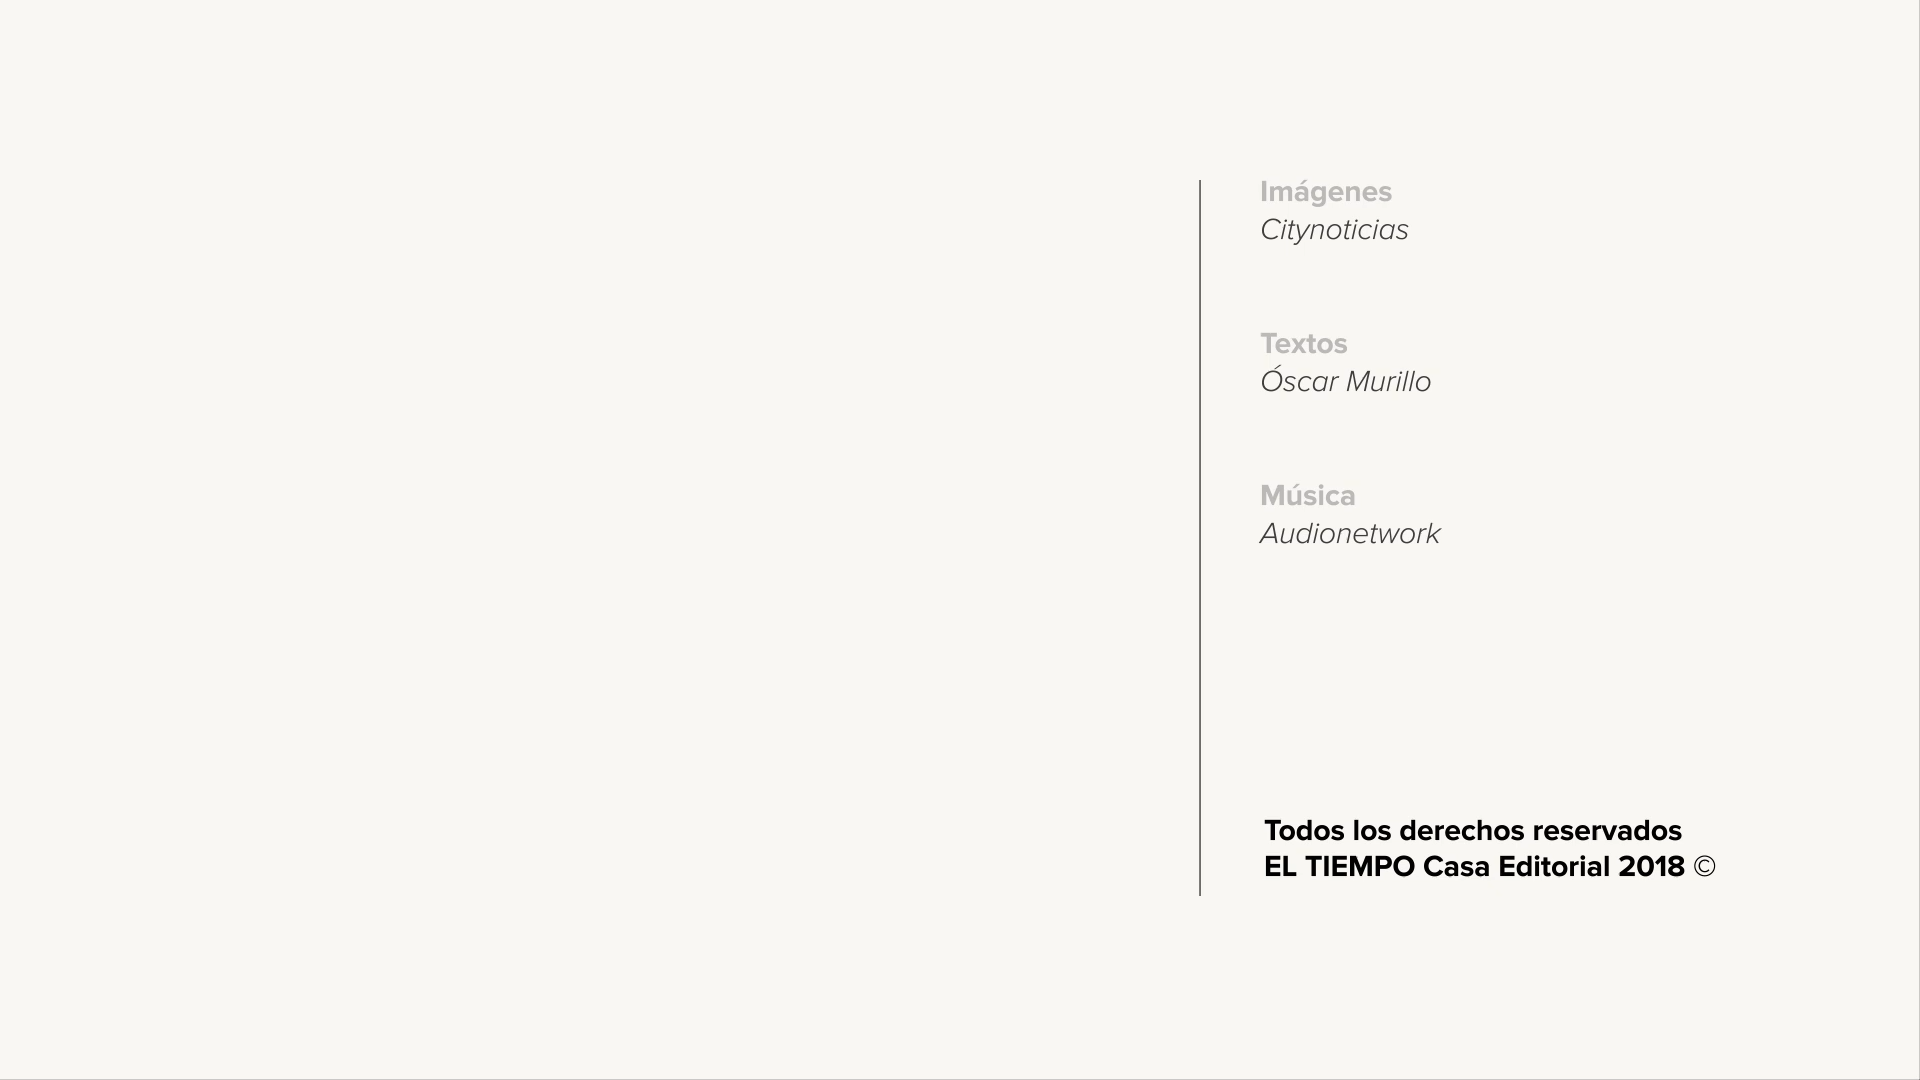 Imágenes
Citynoticias
Textos
Óscar Murillo
Música
Audionetwork
Todos los derechos reservados
EL TIEMPO Casa Editorial 2018 ©